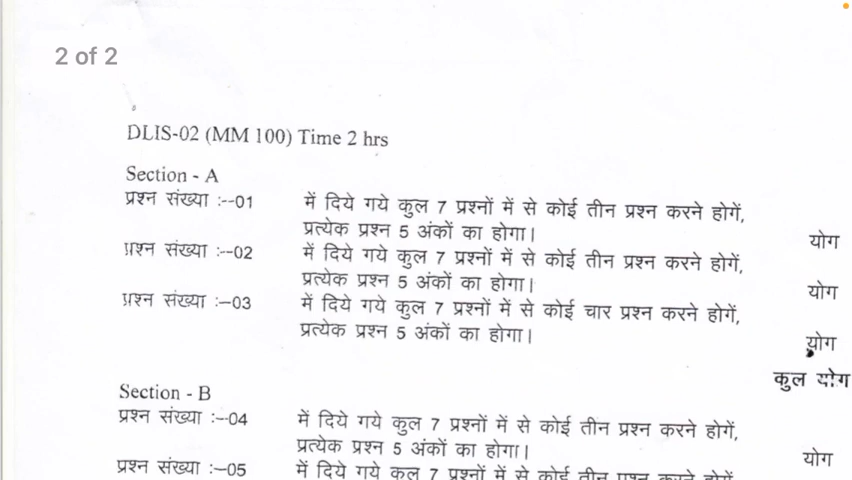 2 of 2
DLIS-02 (MM 100) Time 2 hrs
Section - A
प्रश्न संख्या :--01 में दिये गये कुल 7 प्रश्नों में से कोई तीन प्रश्न करने होगें,
प्रत्येक प्रश्न 5 अंकों का होगा। योग
प्रश्न संख्या :--02 में दिये गये कुल 7 प्रश्नों में से कोई तीन प्रश्न करने होगें,
प्रत्येक प्रश्न 5 अंकों का होगा। योग
प्रश्न संख्या :–03 में दिये गये कुल 7 प्रश्नों में से कोई चार प्रश्न करने होगें,
प्रत्येक प्रश्न 5 अंकों का होगा। योग
कुल योग
Section - B
प्रश्न संख्या :–04 में दिये गये कुल 7 प्रश्नों में से कोई तीन प्रश्न करने होगें,
प्रत्येक प्रश्न 5 अंकों का होगा। योग
प्रश्न संख्या :–05 में दिये गये कुल 7 प्रश्नों में से कोई तीन प्रश्न करने होगें,